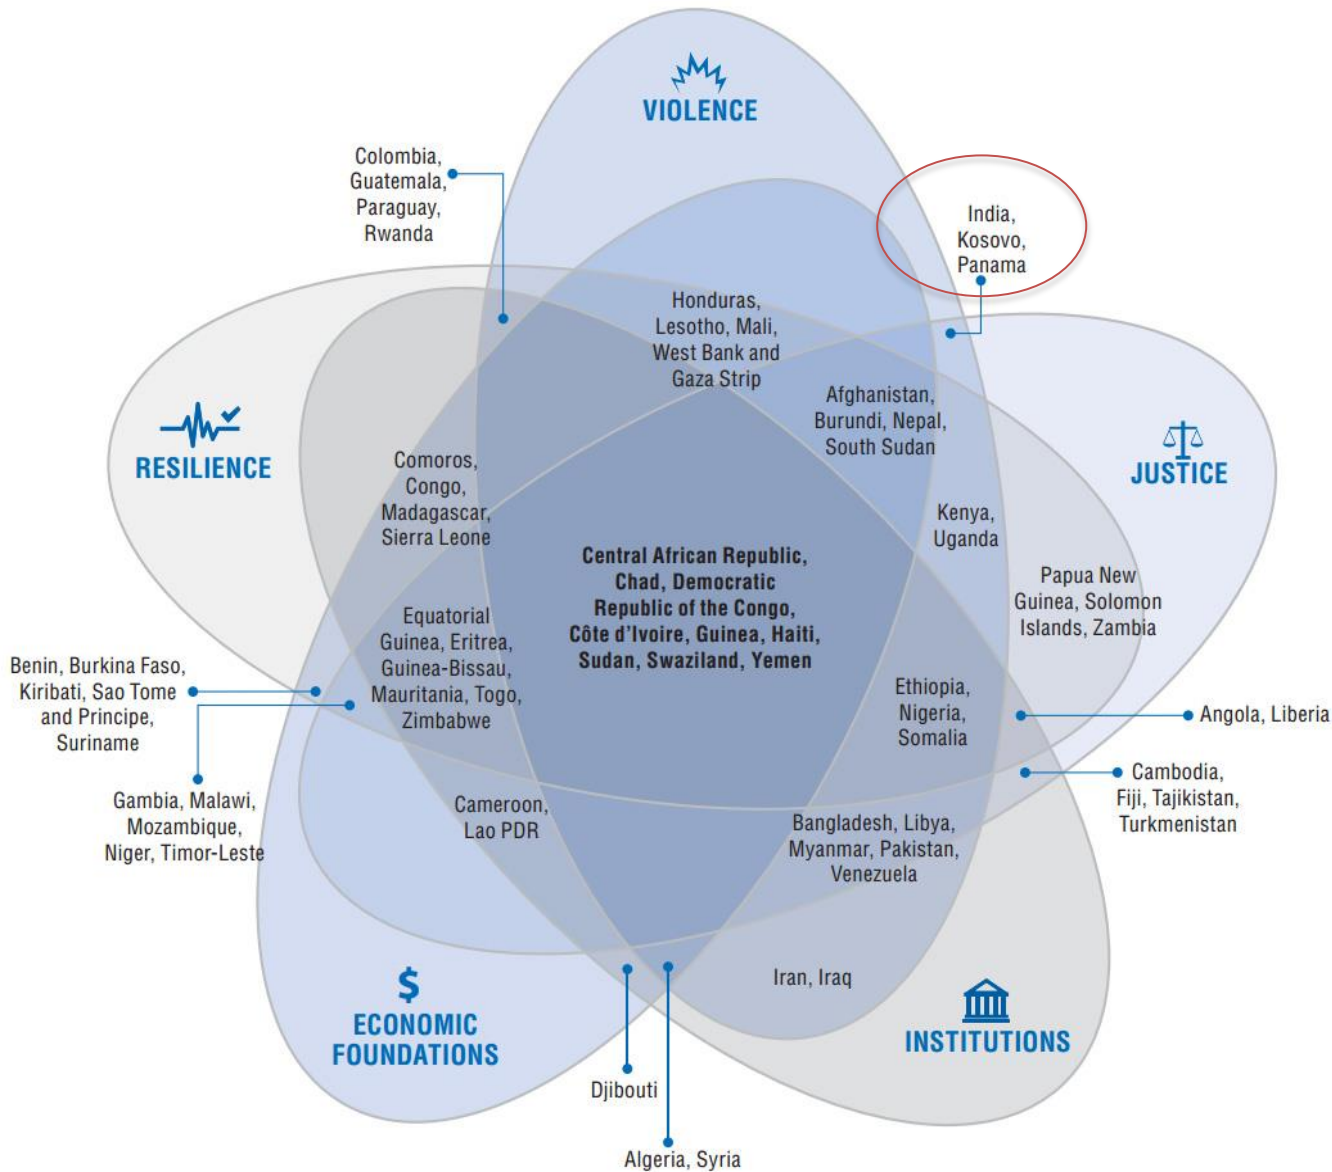 VIOLENCE
Colombia,
Guatemala,
Paraguay,
Rwanda
India,
Kosovo,
Panama
Honduras,
Lesotho, Mali,
West Bank and
Gaza Strip
Afghanistan,
Burundi, Nepal,
South Sudan
RESILIENCE
JUSTICE
Comoros,
Congo,
Madagascar,
Sierra Leone
Kenya,
Uganda
Central African Republic,
Chad, Democratic
Republic of the Congo,
Côte d'Ivoire, Guinea, Haiti,
Sudan, Swaziland, Yemen
Papua New
Guinea, Solomon
Islands, Zambia
Equatorial
Guinea, Eritrea,
Guinea-Bissau,
Mauritania, Togo,
Zimbabwe
Benin, Burkina Faso,
Kiribati, Sao Tome
and Principe,
Suriname
Ethiopia,
Nigeria,
Somalia
Angola, Liberia
Gambia, Malawi,
Mozambique,
Niger, Timor-Leste
Cameroon,
Lao PDR
Cambodia,
Fiji, Tajikistan,
Turkmenistan
Bangladesh, Libya,
Myanmar, Pakistan,
Venezuela
Iran, Iraq
$
ECONOMIC
FOUNDATIONS
INSTITUTIONS
Djibouti
Algeria, Syria